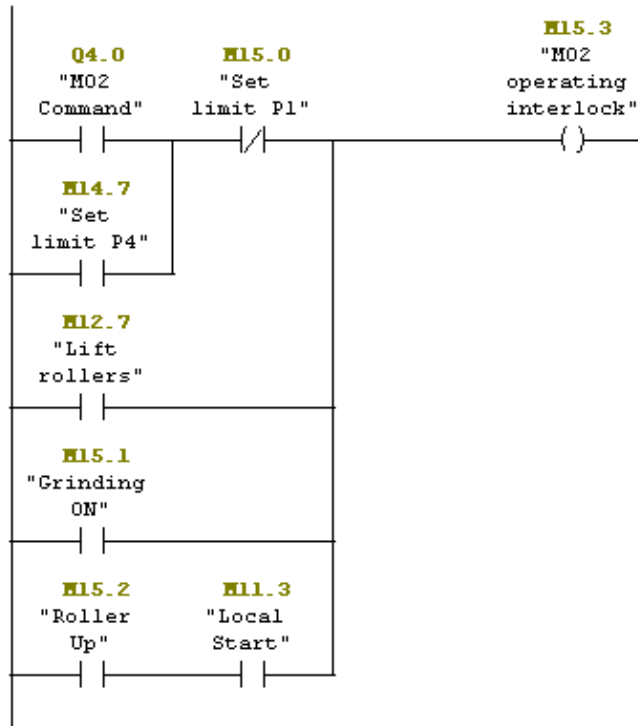 M15.3
Q4.0 M15.0 "M02
"M02 "Set operating
Command" limit P1" interlock"
M14.7
"Set
limit P4"
M12.7
"Lift
rollers"
M15.1
"Grinding
ON"
M15.2 M11.3
"Roller "Local
Up" Start"